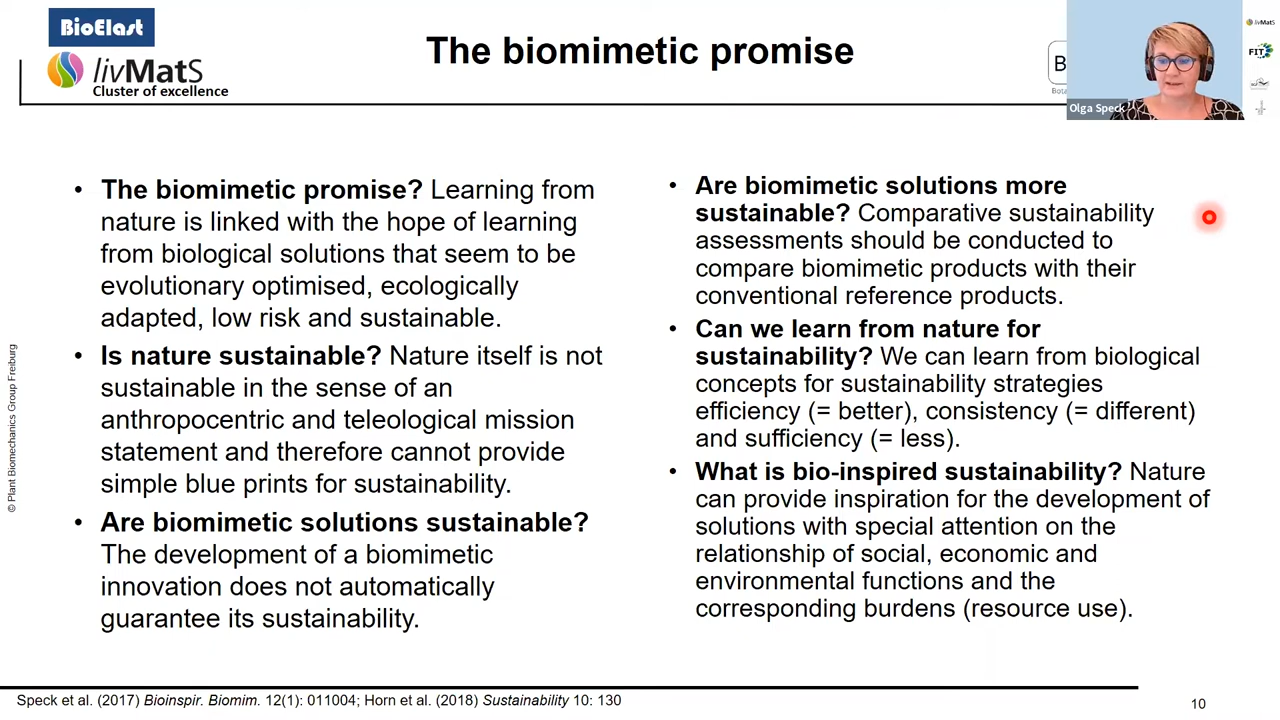 BioElast
livMatS
Cluster of excellence
The biomimetic promise
B
Bota
Olga Speck
livMatS
FIT
© Plant Biomechanics Group Freiburg
• The biomimetic promise? Learning from
nature is linked with the hope of learning
from biological solutions that seem to be
evolutionary optimised, ecologically
adapted, low risk and sustainable.
• Is nature sustainable? Nature itself is not
sustainable in the sense of an
anthropocentric and teleological mission
statement and therefore cannot provide
simple blue prints for sustainability.
• Are biomimetic solutions sustainable?
The development of a biomimetic
innovation does not automatically
guarantee its sustainability.
• Are biomimetic solutions more
sustainable? Comparative sustainability
assessments should be conducted to
compare biomimetic products with their
conventional reference products.
• Can we learn from nature for
sustainability? We can learn from biological
concepts for sustainability strategies
efficiency (= better), consistency (= different)
and sufficiency (= less).
• What is bio-inspired sustainability? Nature
can provide inspiration for the development of
solutions with special attention on the
relationship of social, economic and
environmental functions and the
corresponding burdens (resource use).
Speck et al. (2017) Bioinspir. Biomim. 12(1): 011004; Horn et al. (2018) Sustainability 10: 130
10